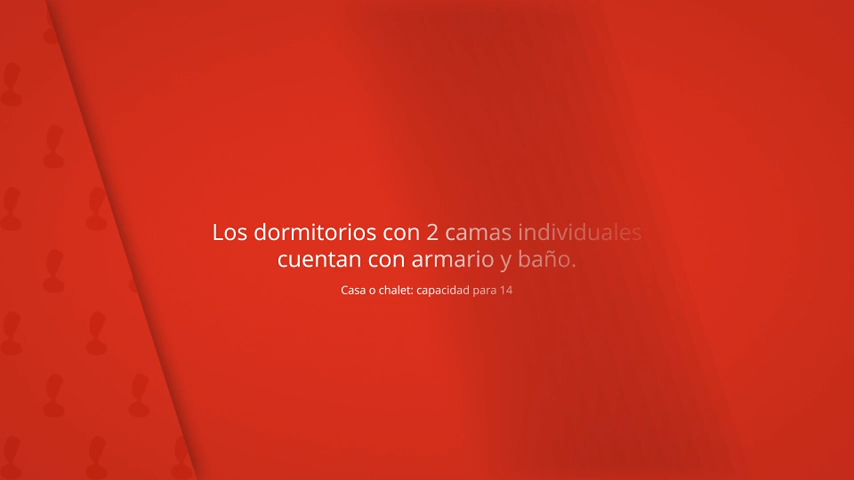 Los dormitorios con 2 camas individuales
cuentan con armario y baño.
Casa o chalet: capacidad para 14